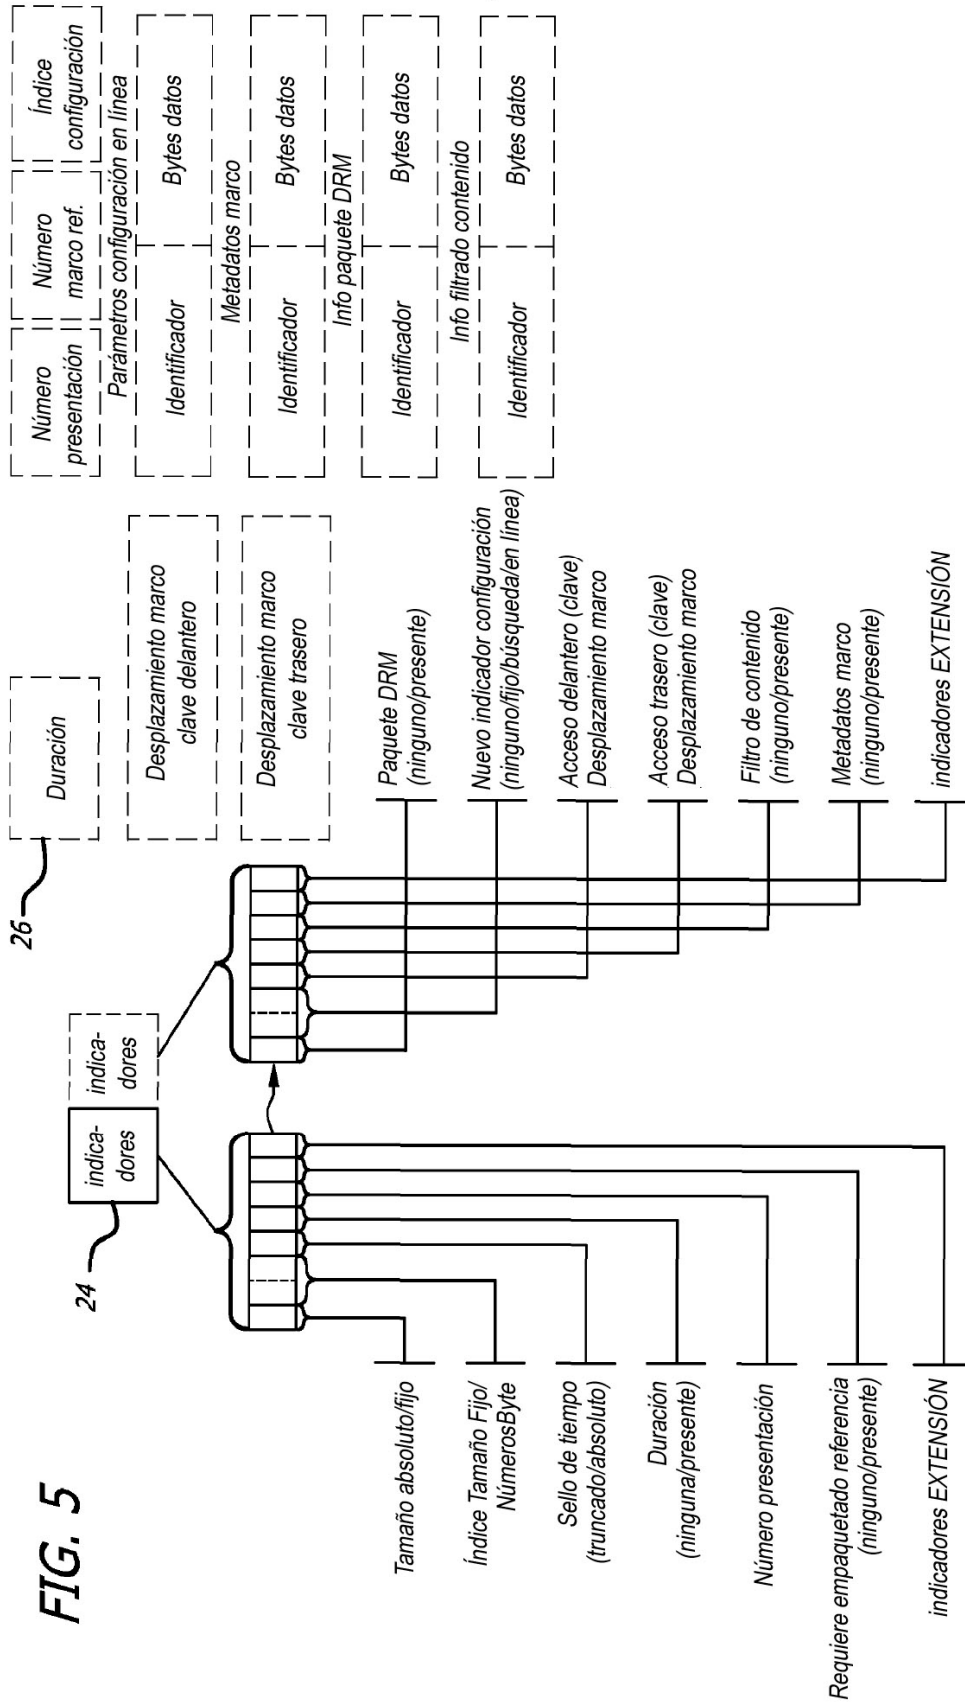 FIG. 5
24
indica-
dores
indica-
dores
26
Duración
Número
presentación
Número
marco ref.
Índice
configuración
Desplazamiento marco
clave delantero
Parámetros configuración en línea
Identificador
Bytes datos
Desplazamiento marco
clave trasero
Metadatos marco
Identificador
Bytes datos
Info paquete DRM
Identificador
Bytes datos
Info filtrado contenido
Identificador
Bytes datos
Tamaño absoluto/fijo
Índice Tamaño Fijo/
NúmerosByte
Sello de tiempo
(truncado/absoluto)
Duración
(ninguna/presente)
Número presentación
Requiere empaquetado referencia
(ninguno/presente)
indicadores EXTENSIÓN
Paquete DRM
(ninguno/presente)
Nuevo indicador configuración
(ninguno/fijo/búsqueda/en línea)
Acceso delantero (clave)
Desplazamiento marco
Acceso trasero (clave)
Desplazamiento marco
Filtro de contenido
(ninguno/presente)
Metadatos marco
(ninguno/presente)
indicadores EXTENSIÓN